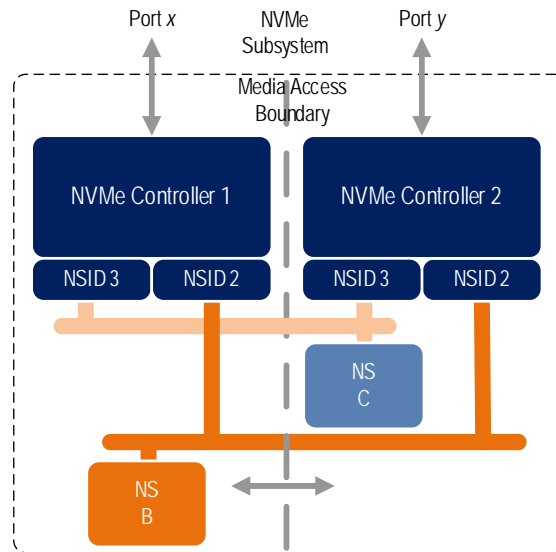 Port x
NVMe
Subsystem
Port y
Media Access
Boundary
NVMe Controller 1
NVMe Controller 2
NSID 3
NSID 2
NSID 3
NSID 2
NS
C
NS
B